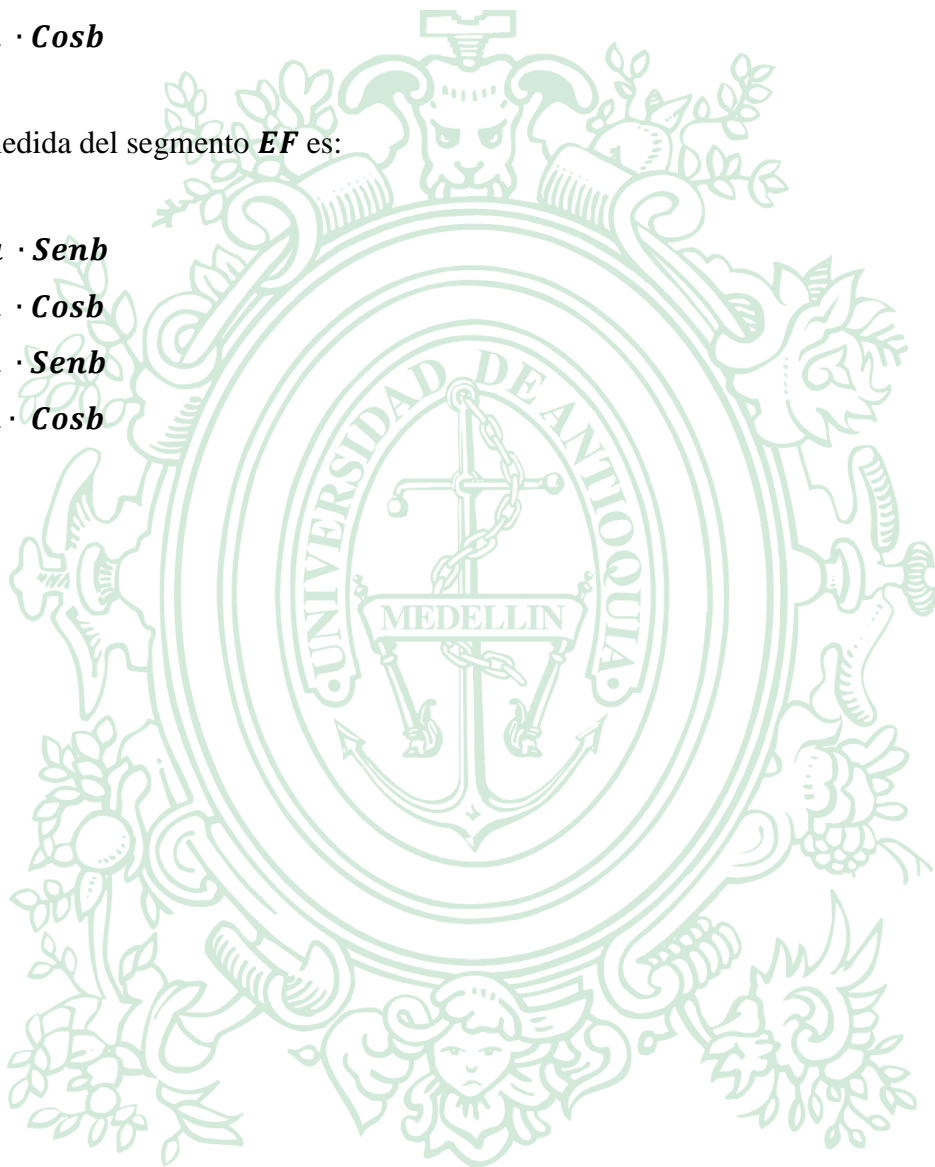 · Cosb
edida del segmento EF es:
· Senb
· Cosb
· Senb
· Cosb
UNIVERSIDAD DE ANTIOQUIA
MEDELLIN